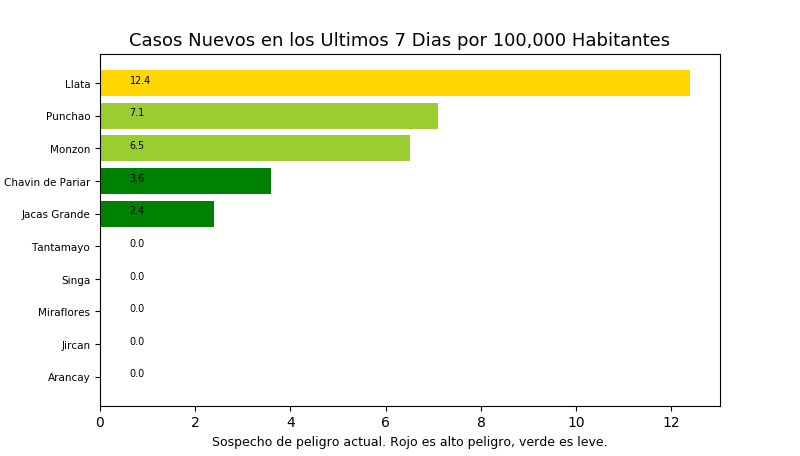 Casos Nuevos en los Ultimos 7 Dias por 100,000 Habitantes
Llata 12.4
Punchao 7.1
Monzon 6.5
Chavin de Pariar 3.6
Jacas Grande 2.4
Tantamayo 0.0
Singa 0.0
Miraflores 0.0
Jircan 0.0
Arancay 0.0
0 2 4 6 8 10 12
Sospecho de peligro actual. Rojo es alto peligro, verde es leve.